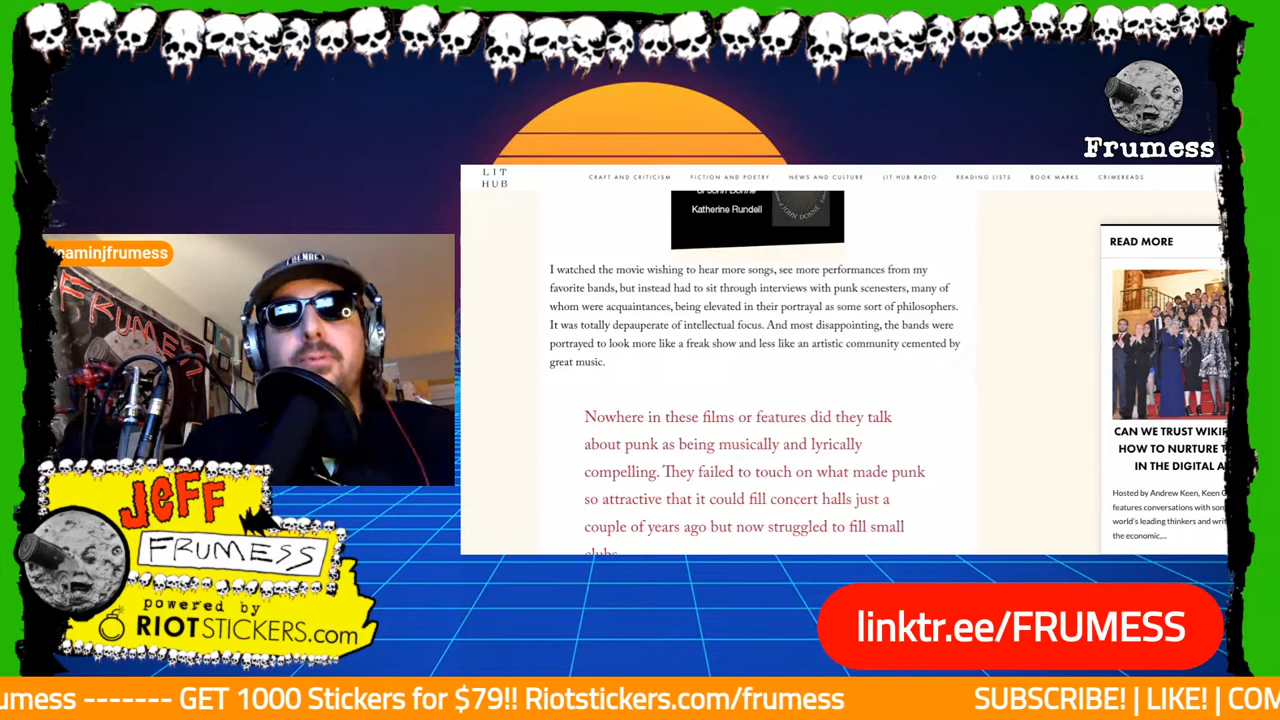 Frumess
LIT
HUB
CRAFT AND CRITICISM
FICTION AND POETRY
NEWS AND CULTURE
LIT HUB RADIO
READING LISTS
BOOK MARKS
CRIMEREADS
of John Donne
Katherine Rundell
JOHN DONNE
READ MORE
I watched the movie wishing to hear more songs, see more performances from my
favorite bands, but instead had to sit through interviews with punk scenesters, many of
whom were acquaintances, being elevated in their portrayal as some sort of philosophers.
It was totally depauperate of intellectual focus. And most disappointing, the bands were
portrayed to look more like a freak show and less like an artistic community cemented by
great music.
Nowhere in these films or features did they talk
about punk as being musically and lyrically
compelling. They failed to touch on what made punk
so attractive that it could fill concert halls just a
couple of years ago but now struggled to fill small
clubs
CAN WE TRUST
HOW TO NURTURE
IN THE DIGITAL
Hosted by Andrew Keen, Keen
features conversations with
world's leading thinkers and
the economic,...
eaminjfrumess
FRUMESS
JEFF
FRUMESS
powered by
RIOTSTICKERS.com
linktr.ee/FRUMESS
umess ------- GET 1000 Stickers for $79!! Riotstickers.com/frumess
SUBSCRIBE! | LIKE! | COM